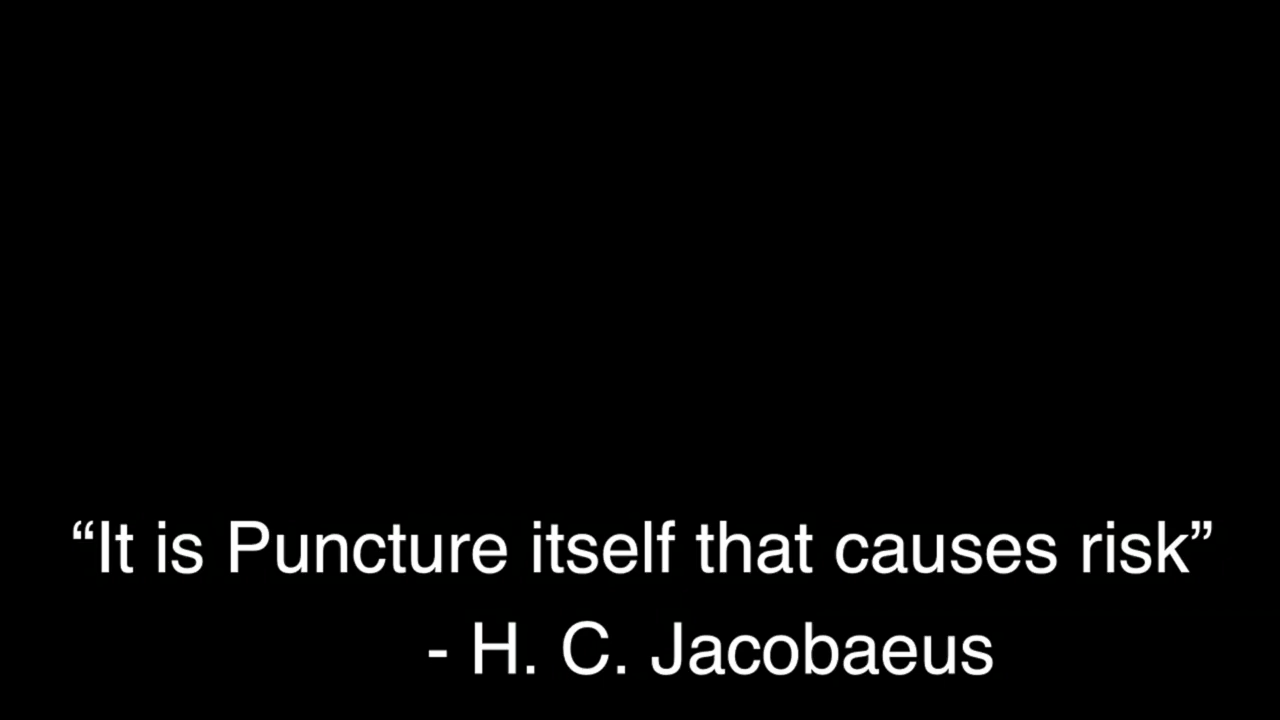 “It is Puncture itself that causes risk”
- H. C. Jacobaeus